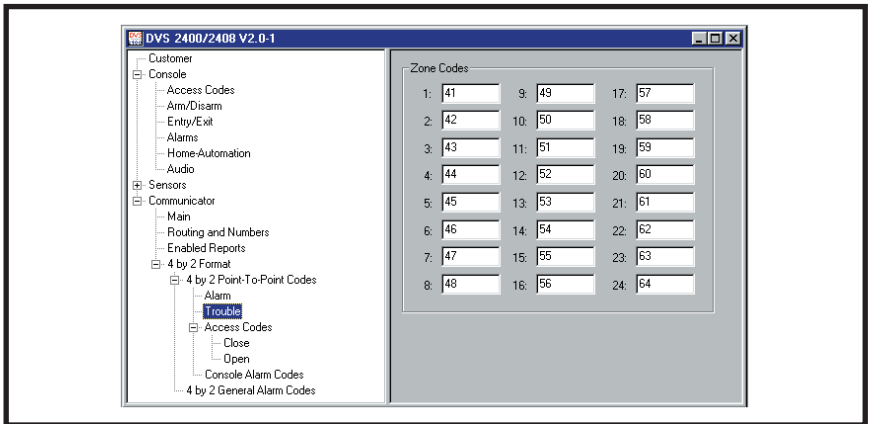 DVS 2400/2408 V2.0-1
Customer
Console
Access Codes
Arm/Disarm
Entry/Exit
Alarms
Home-Automation
Audio
Sensors
Communicator
Main
Routing and Numbers
Enabled Reports
4 by 2 Format
4 by 2 Point-To-Point Codes
Alarm
Trouble
Access Codes
Close
Open
Console Alarm Codes
4 by 2 General Alarm Codes
Zone Codes
1: 41 9: 49 17: 57
2: 42 10: 50 18: 58
3: 43 11: 51 19: 59
4: 44 12: 52 20: 60
5: 45 13: 53 21: 61
6: 46 14: 54 22: 62
7: 47 15: 55 23: 63
8: 48 16: 56 24: 64